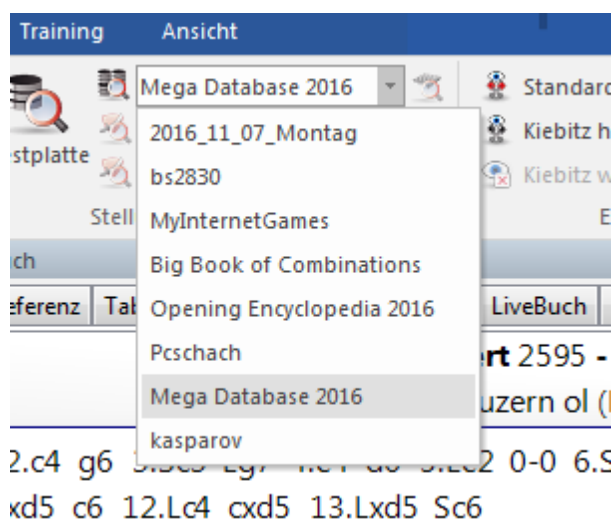 Training Ansicht
Mega Database 2016 Standard
2016_11_07_Montag Kiebitz
stplatte bs2830 Kiebitz
Stell MyInternetGames
Big Book of Combinations
Opening Encyclopedia 2016 LiveBuch
eferenz Tab
Pcschach rt 2595 -
Mega Database 2016 uzern ol (
kasparov
2.c4 g6 0-0 6.S
xd5 c6 12.Lc4 cxd5 13.Lxd5 Sc6